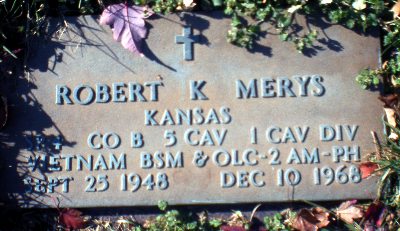 ROBERT K MERYS
KANSAS
CO B 5 CAV 1 CAV DIV
VIETNAM BSM & OLC-2 AM-PH
SEPT 25 1948 DEC 10 1968